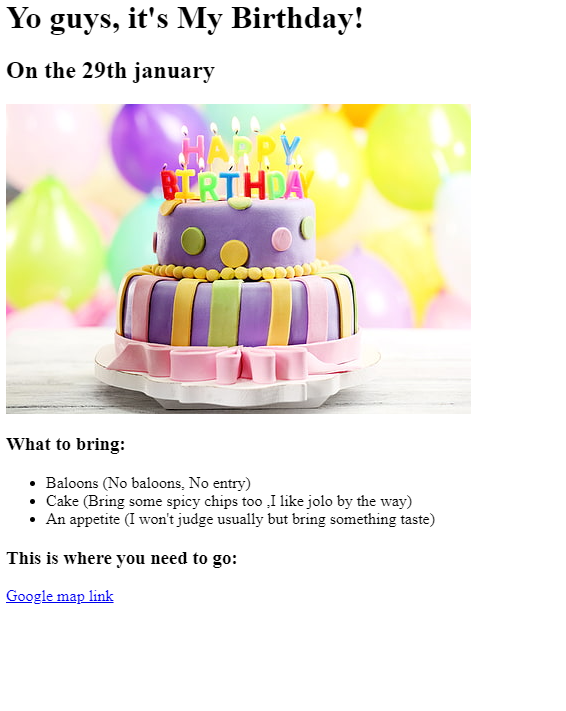 Yo guys, it's My Birthday!
On the 29th january
HAPPY
BIRTHDAY
What to bring:
Baloons (No baloons, No entry)
Cake (Bring some spicy chips too ,I like jolo by the way)
An appetite (I won't judge usually but bring something taste)
This is where you need to go:
Google map link